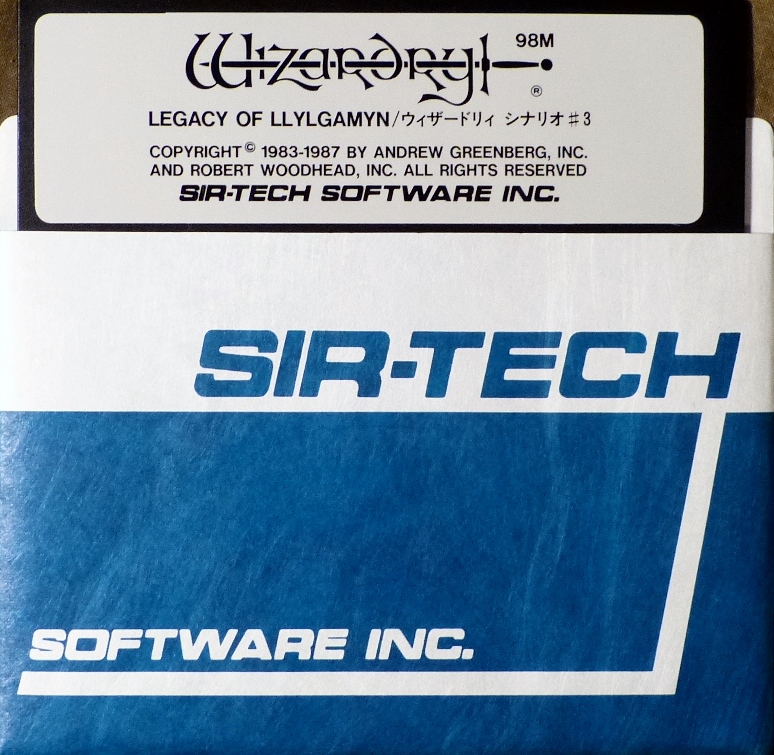 98M
Wizardry
®
LEGACY OF LLYLGAMYN/ウィザードリィ シナリオ♯3
COPYRIGHT© 1983-1987 BY ANDREW GREENBERG, INC.
AND ROBERT WOODHEAD, INC. ALL RIGHTS RESERVED
SIR-TECH SOFTWARE INC.
SIR-TECH
SOFTWARE INC.